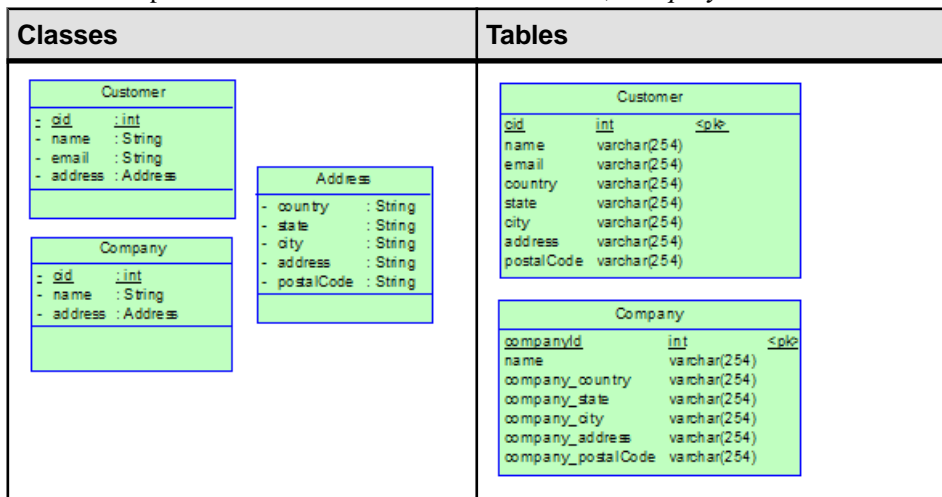 Classes
Tables
Customer
- cid : int
- name : String
- email : String
- address : Address
Address
- country : String
- state : String
- city : String
- address : String
- postalCode : String
Company
- cid : int
- name : String
- address : Address
Customer
cid int <pk>
name varchar(254)
email varchar(254)
country varchar(254)
state varchar(254)
city varchar(254)
address varchar(254)
postalCode varchar(254)
Company
companyId int <pk>
name varchar(254)
company_country varchar(254)
company_state varchar(254)
company_city varchar(254)
company_address varchar(254)
company_postalCode varchar(254)